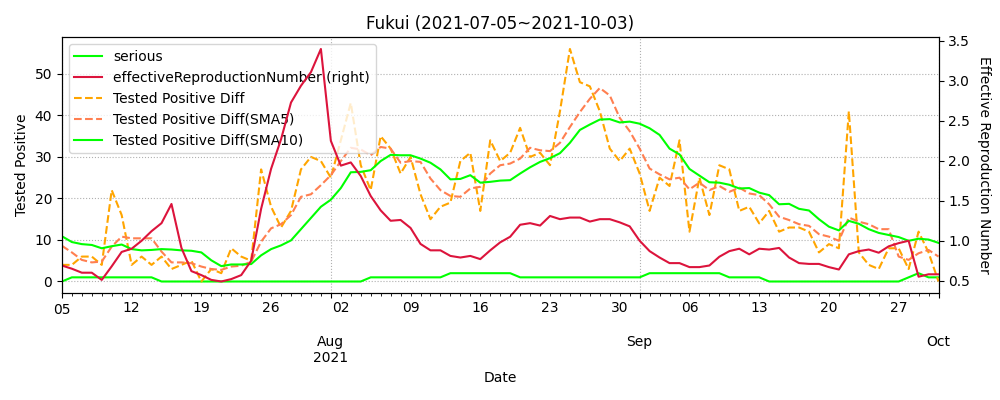 Fukui (2021-07-05~2021-10-03)
serious
effectiveReproductionNumber (right)
Tested Positive Diff
Tested Positive Diff(SMA5)
Tested Positive Diff(SMA10)
Tested Positive
50
40
30
20
10
0
3.5
3.0
2.5
2.0
1.5
1.0
0.5
Effective Reproduction Number
05 12 19 26 02 09 16 23 30 06 13 20 27
Aug Sep Oct
2021
Date